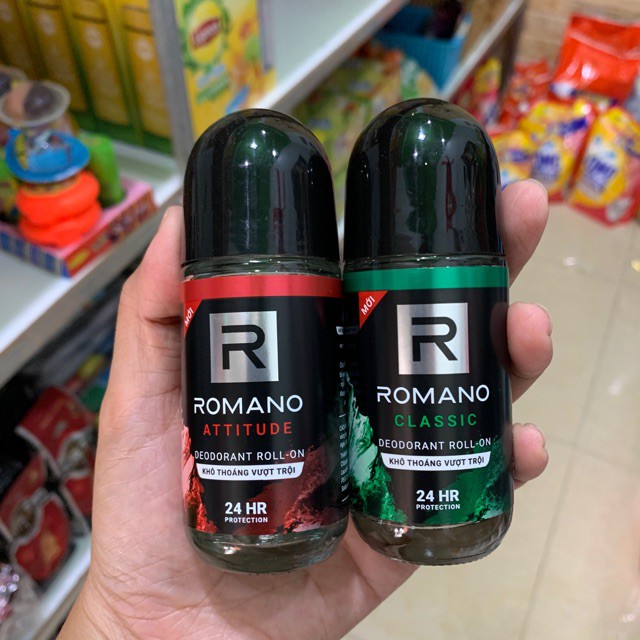 MỚI
R
ROMANO
ATTITUDE
DEODORANT ROLL-ON
KHÔ THOÁNG VƯỢT TRỘI
24 HR
PROTECTION
MỚI
R
ROMANO
CLASSIC
DEODORANT ROLL-ON
KHÔ THOÁNG VƯỢT TRỘI
24 HR
PROTECTION
Lipton